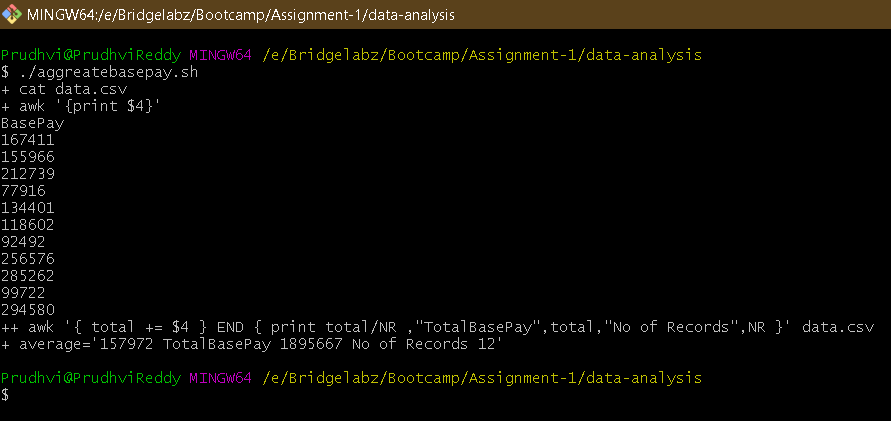 MINGW64:/e/Bridgelabz/Bootcamp/Assignment-1/data-analysis
Prudhvi@PrudhviReddy MINGW64 /e/Bridgelabz/Bootcamp/Assignment-1/data-analysis
$ ./aggreatebasepay.sh
+ cat data.csv
+ awk '{print $4}'
BasePay
167411
155966
212739
77916
134401
118602
92492
256576
285262
99722
294580
++ awk '{ total += $4 } END { print total/NR ,"TotalBasePay",total,"No of Records",NR }' data.csv
+ average='157972 TotalBasePay 1895667 No of Records 12'
Prudhvi@PrudhviReddy MINGW64 /e/Bridgelabz/Bootcamp/Assignment-1/data-analysis
$